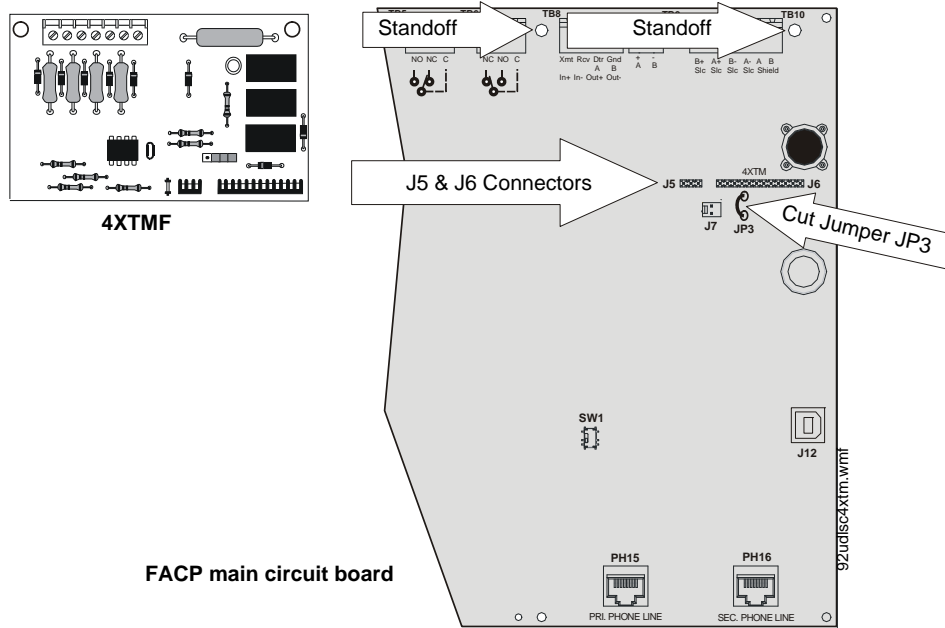 4XTMF
TB8
TB10
Standoff
Standoff
NO NC C
NC NO C
Xmt Rcv Dtr Gnd
A B
In+ In- Out+ Out-
+ -
A B
B+ A+ B- A- A B
Slc Slc Slc Slc Shield
J5 & J6 Connectors
4XTM
J5
J6
J7
JP3
Cut Jumper JP3
SW1
J12
92udlsc4xtm.wmf
FACP main circuit board
PH15
PH16
PRI. PHONE LINE
SEC. PHONE LINE